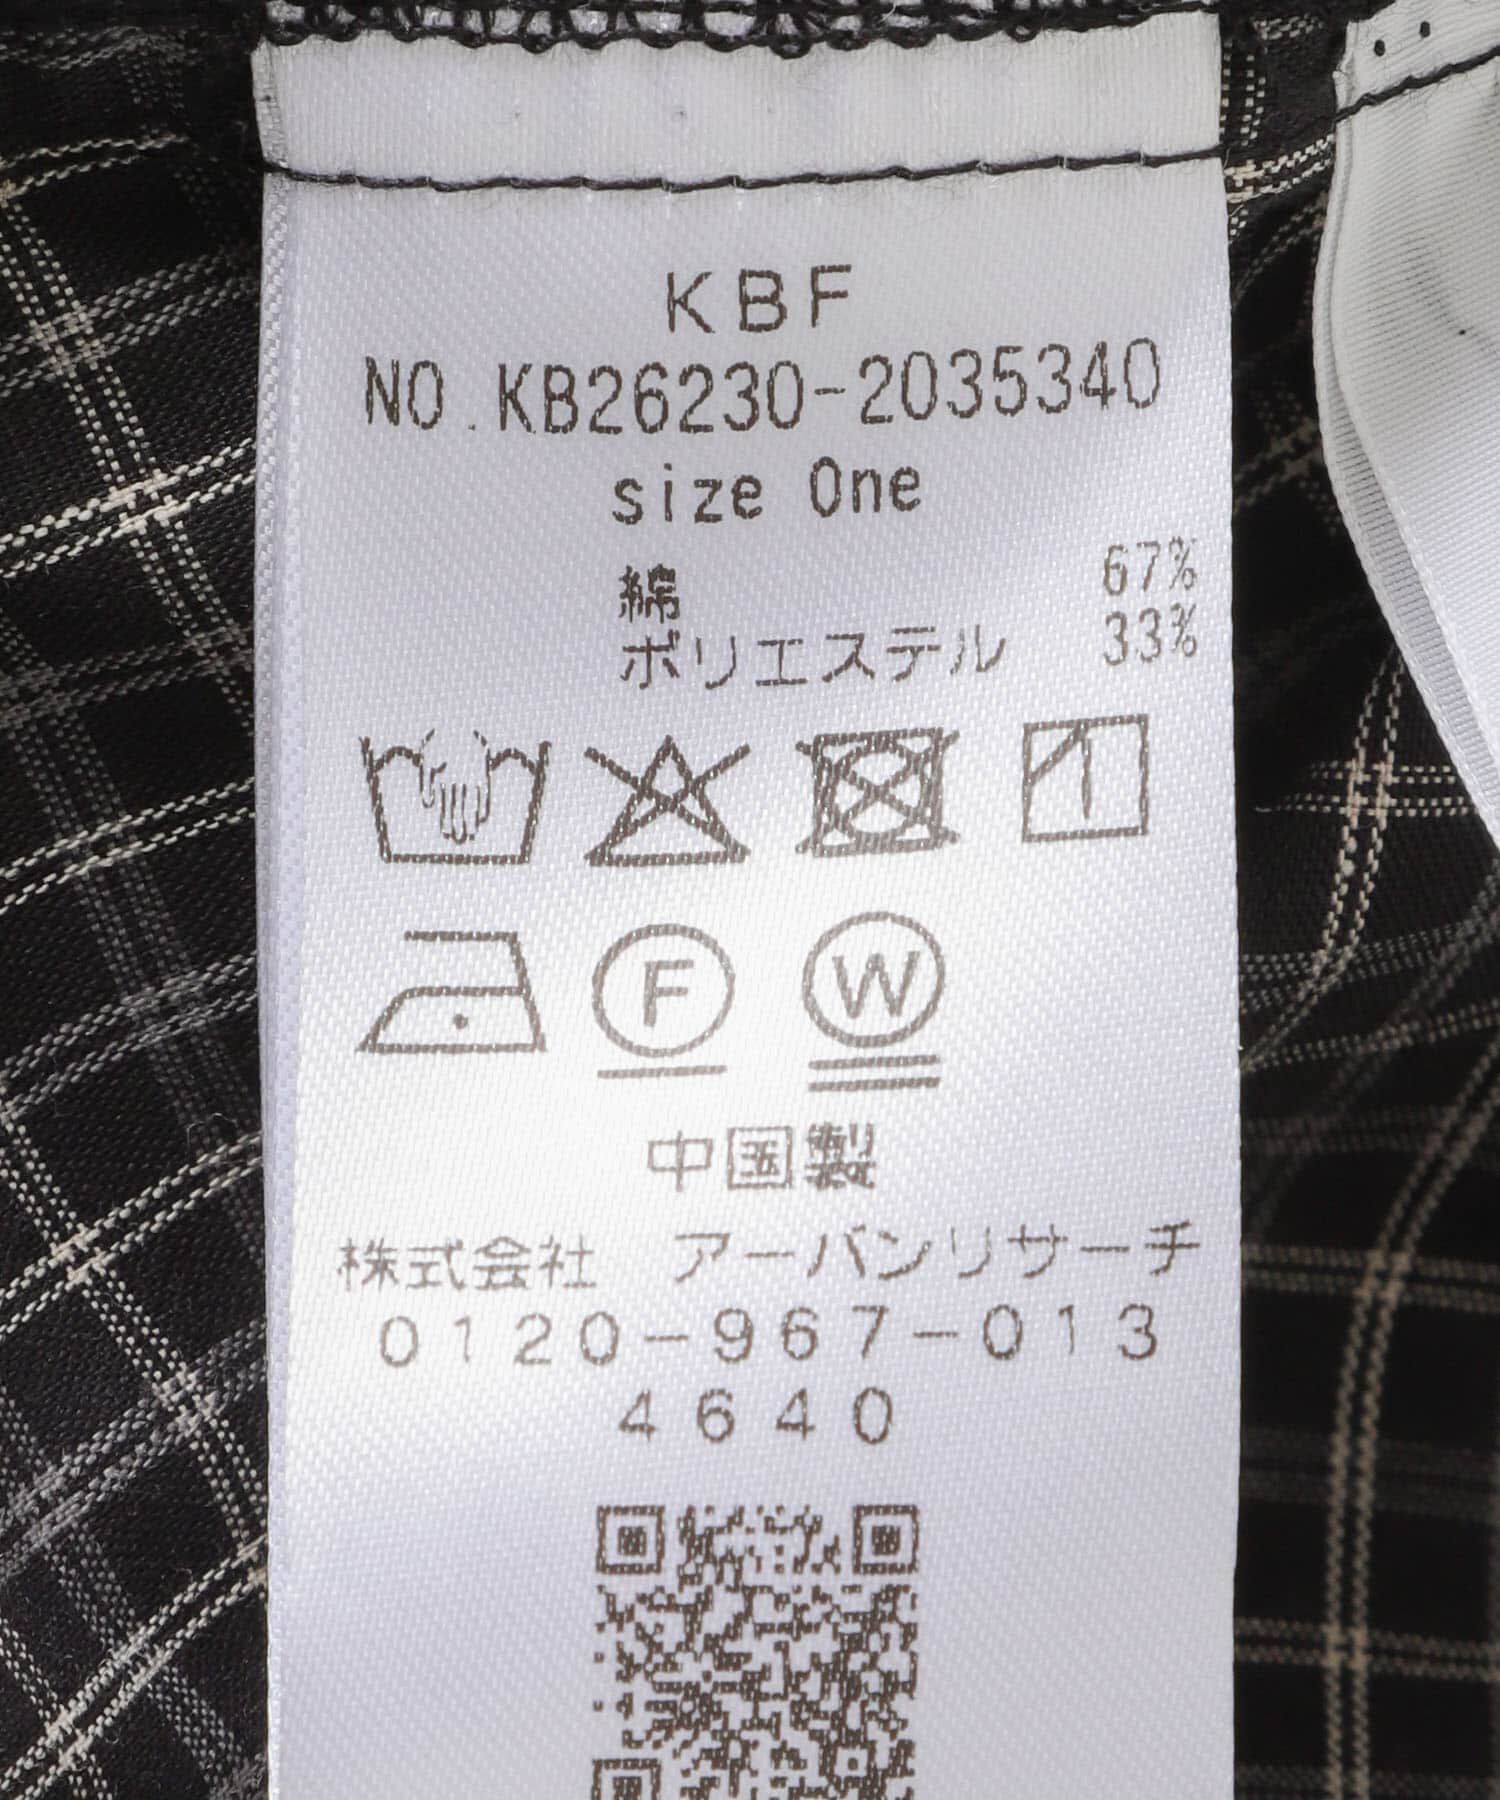 KBF
NO.KB26230-2035340
size One
綿 67%
ポリエステル 33%
F W
中国製
株式会社 アーバンリサーチ
0120-967-013
4640